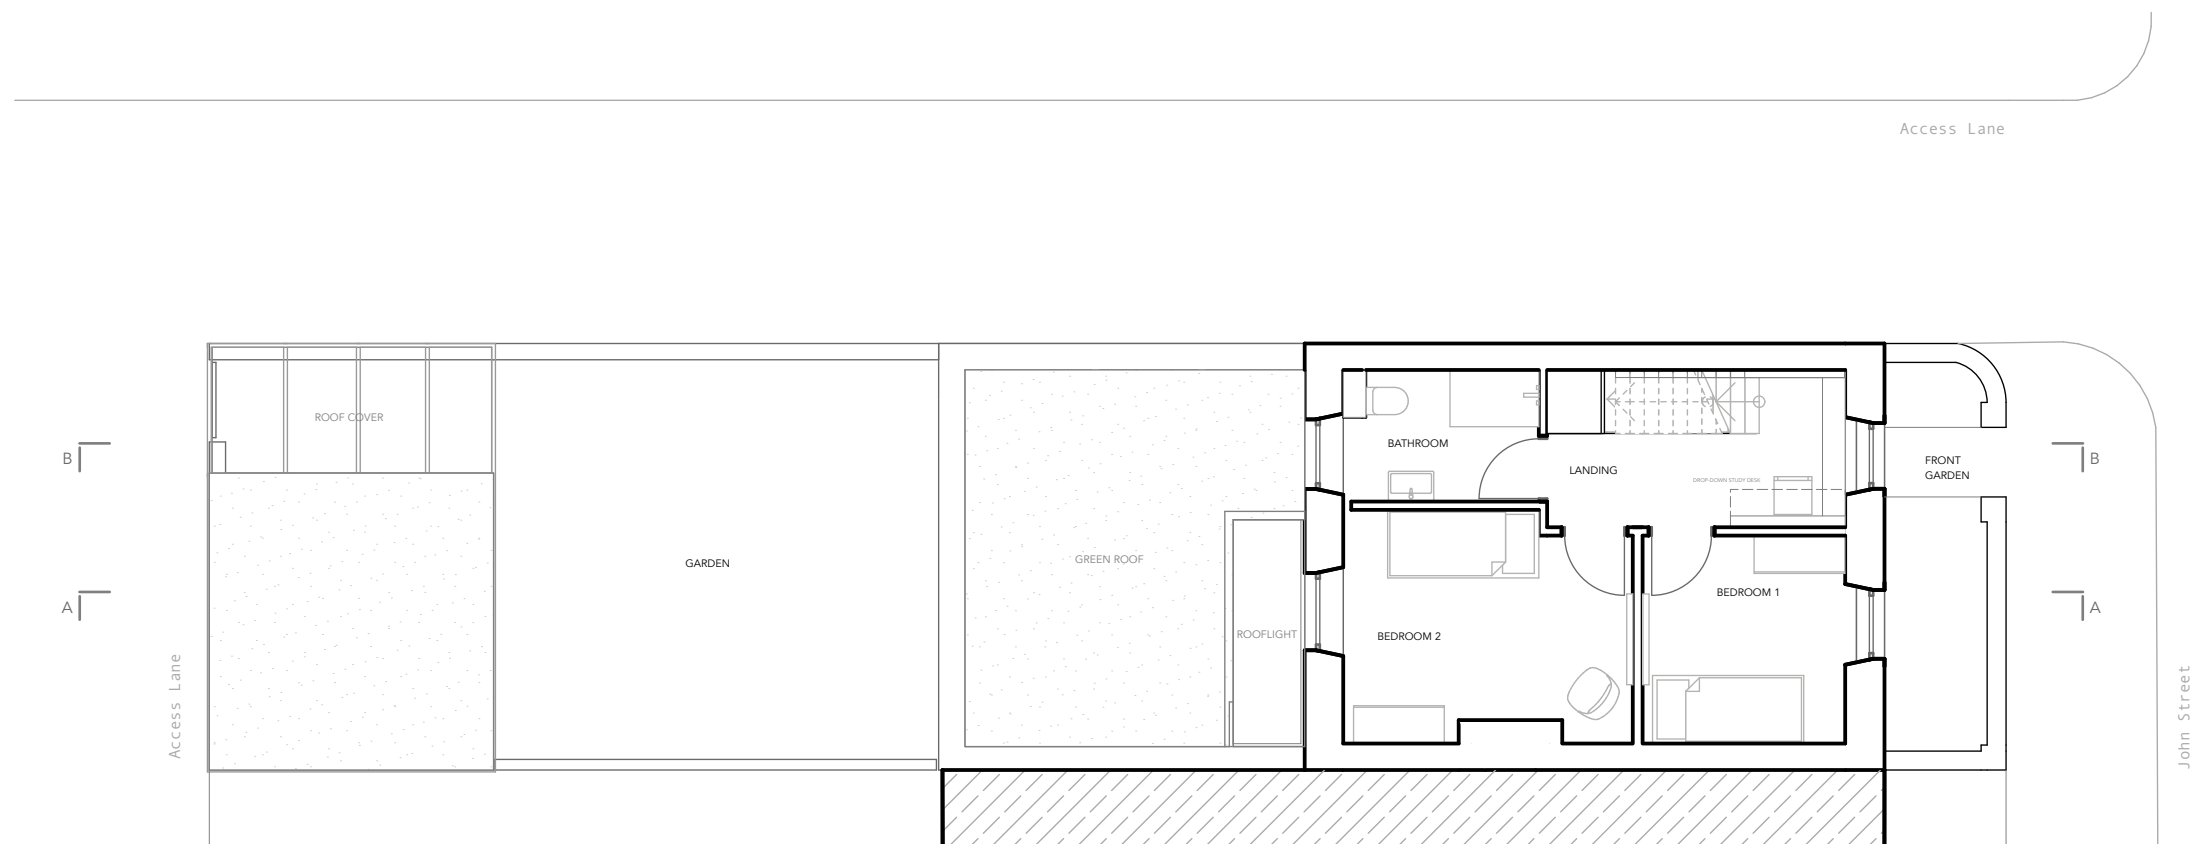 Access Lane
ROOF COVER
BATHROOM
LANDING
B
B
FRONT
GARDEN
DROP-DOWN STUDY DESK
GARDEN
GREEN ROOF
BEDROOM 1
A
A
ROOFLIGHT
BEDROOM 2
Access Lane
John Street